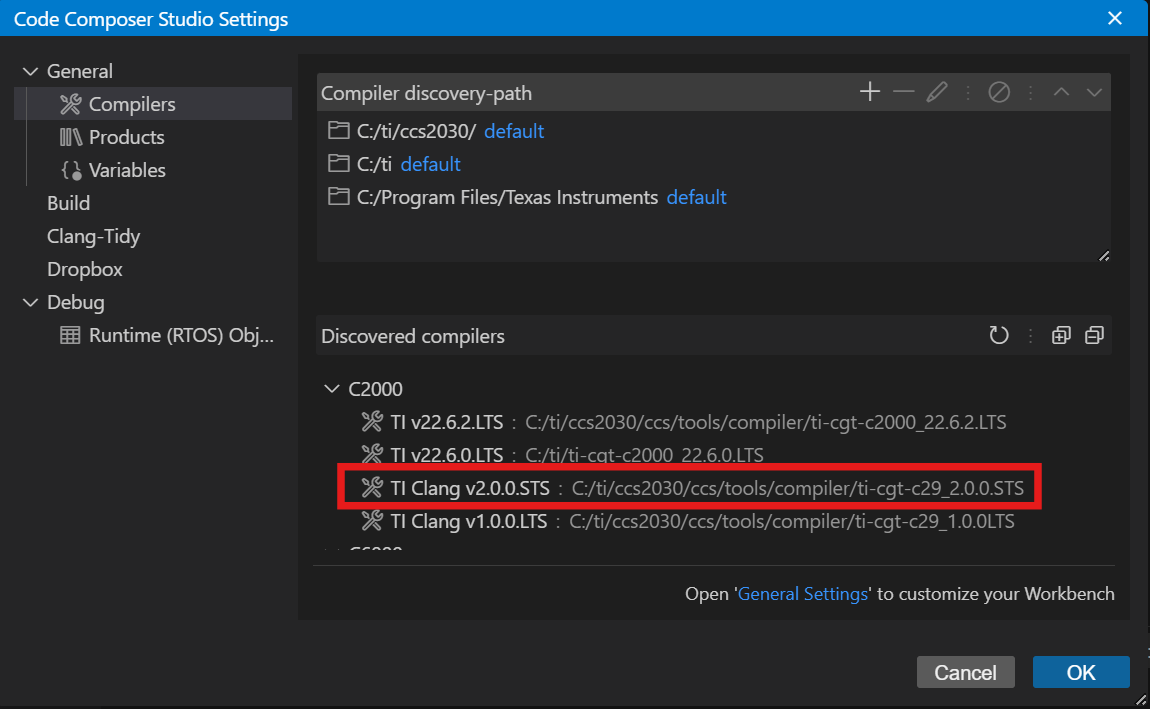 Code Composer Studio Settings
General
Compilers
Products
Variables
Build
Clang-Tidy
Dropbox
Debug
Runtime (RTOS) Obj...
Compiler discovery-path
C:/ti/ccs2030/ default
C:/ti default
C:/Program Files/Texas Instruments default
Discovered compilers
C2000
TI v22.6.2.LTS : C:/ti/ccs2030/ccs/tools/compiler/ti-cgt-c2000_22.6.2.LTS
TI v22.6.0.LTS : C:/ti/ti-cgt-c2000_22.6.0.LTS
TI Clang v2.0.0.STS : C:/ti/ccs2030/ccs/tools/compiler/ti-cgt-c29_2.0.0.STS
TI Clang v1.0.0.LTS : C:/ti/ccs2030/ccs/tools/compiler/ti-cgt-c29_1.0.0LTS
Open 'General Settings' to customize your Workbench
Cancel
OK